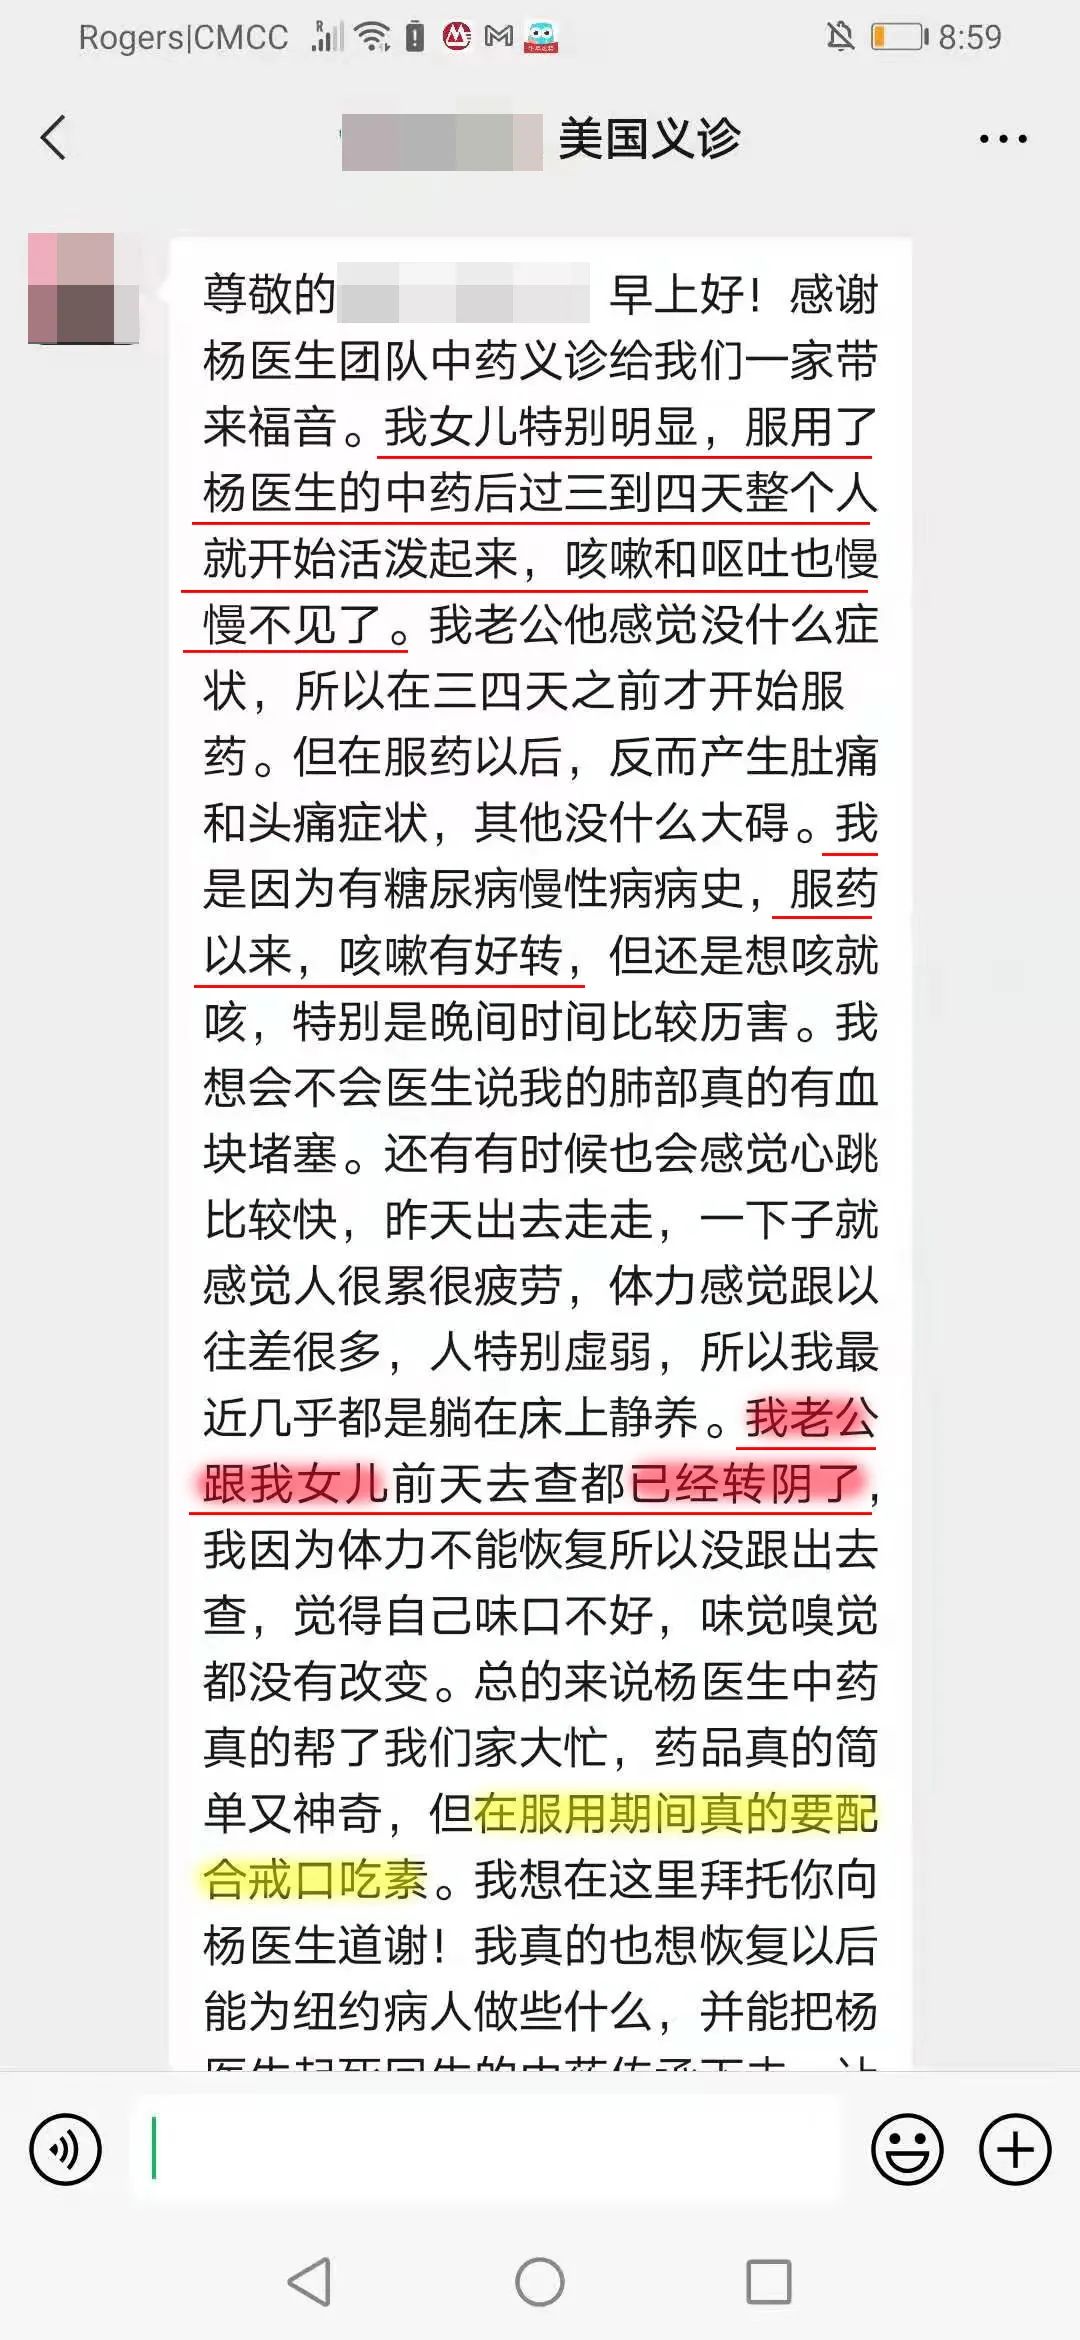 Rogers|CMCC
8:59
美国义诊
尊敬的 早上好！感谢
杨医生团队中药义诊给我们一家带
来福音。我女儿特别明显，服用了
杨医生的中药后过三到四天整个人
就开始活泼起来，咳嗽和呕吐也慢
慢不见了。我老公他感觉没什么症
状，所以在三四天之前才开始服
药。但在服药以后，反而产生肚痛
和头痛症状，其他没什么大碍。我
是因为有糖尿病慢性病病史，服药
以来，咳嗽有好转，但还是想咳就
咳，特别是晚间时间比较历害。我
想会不会医生说我的肺部真的有血
块堵塞。还有有时候也会感觉心跳
比较快，昨天出去走走，一下子就
感觉人很累很疲劳，体力感觉跟以
往差很多，人特别虚弱，所以我最
近几乎都是躺在床上静养。我老公
跟我女儿前天去查都已经转阴了，
我因为体力不能恢复所以没跟出去
查，觉得自己味口不好，味觉嗅觉
都没有改变。总的来说杨医生中药
真的帮了我们家大忙，药品真的简
单又神奇，但在服用期间真的要配
合戒口吃素。我想在这里拜托你向
杨医生道谢！我真的也想恢复以后
能为纽约病人做些什么，并能把杨
医生起死回生的中药传承下去，让